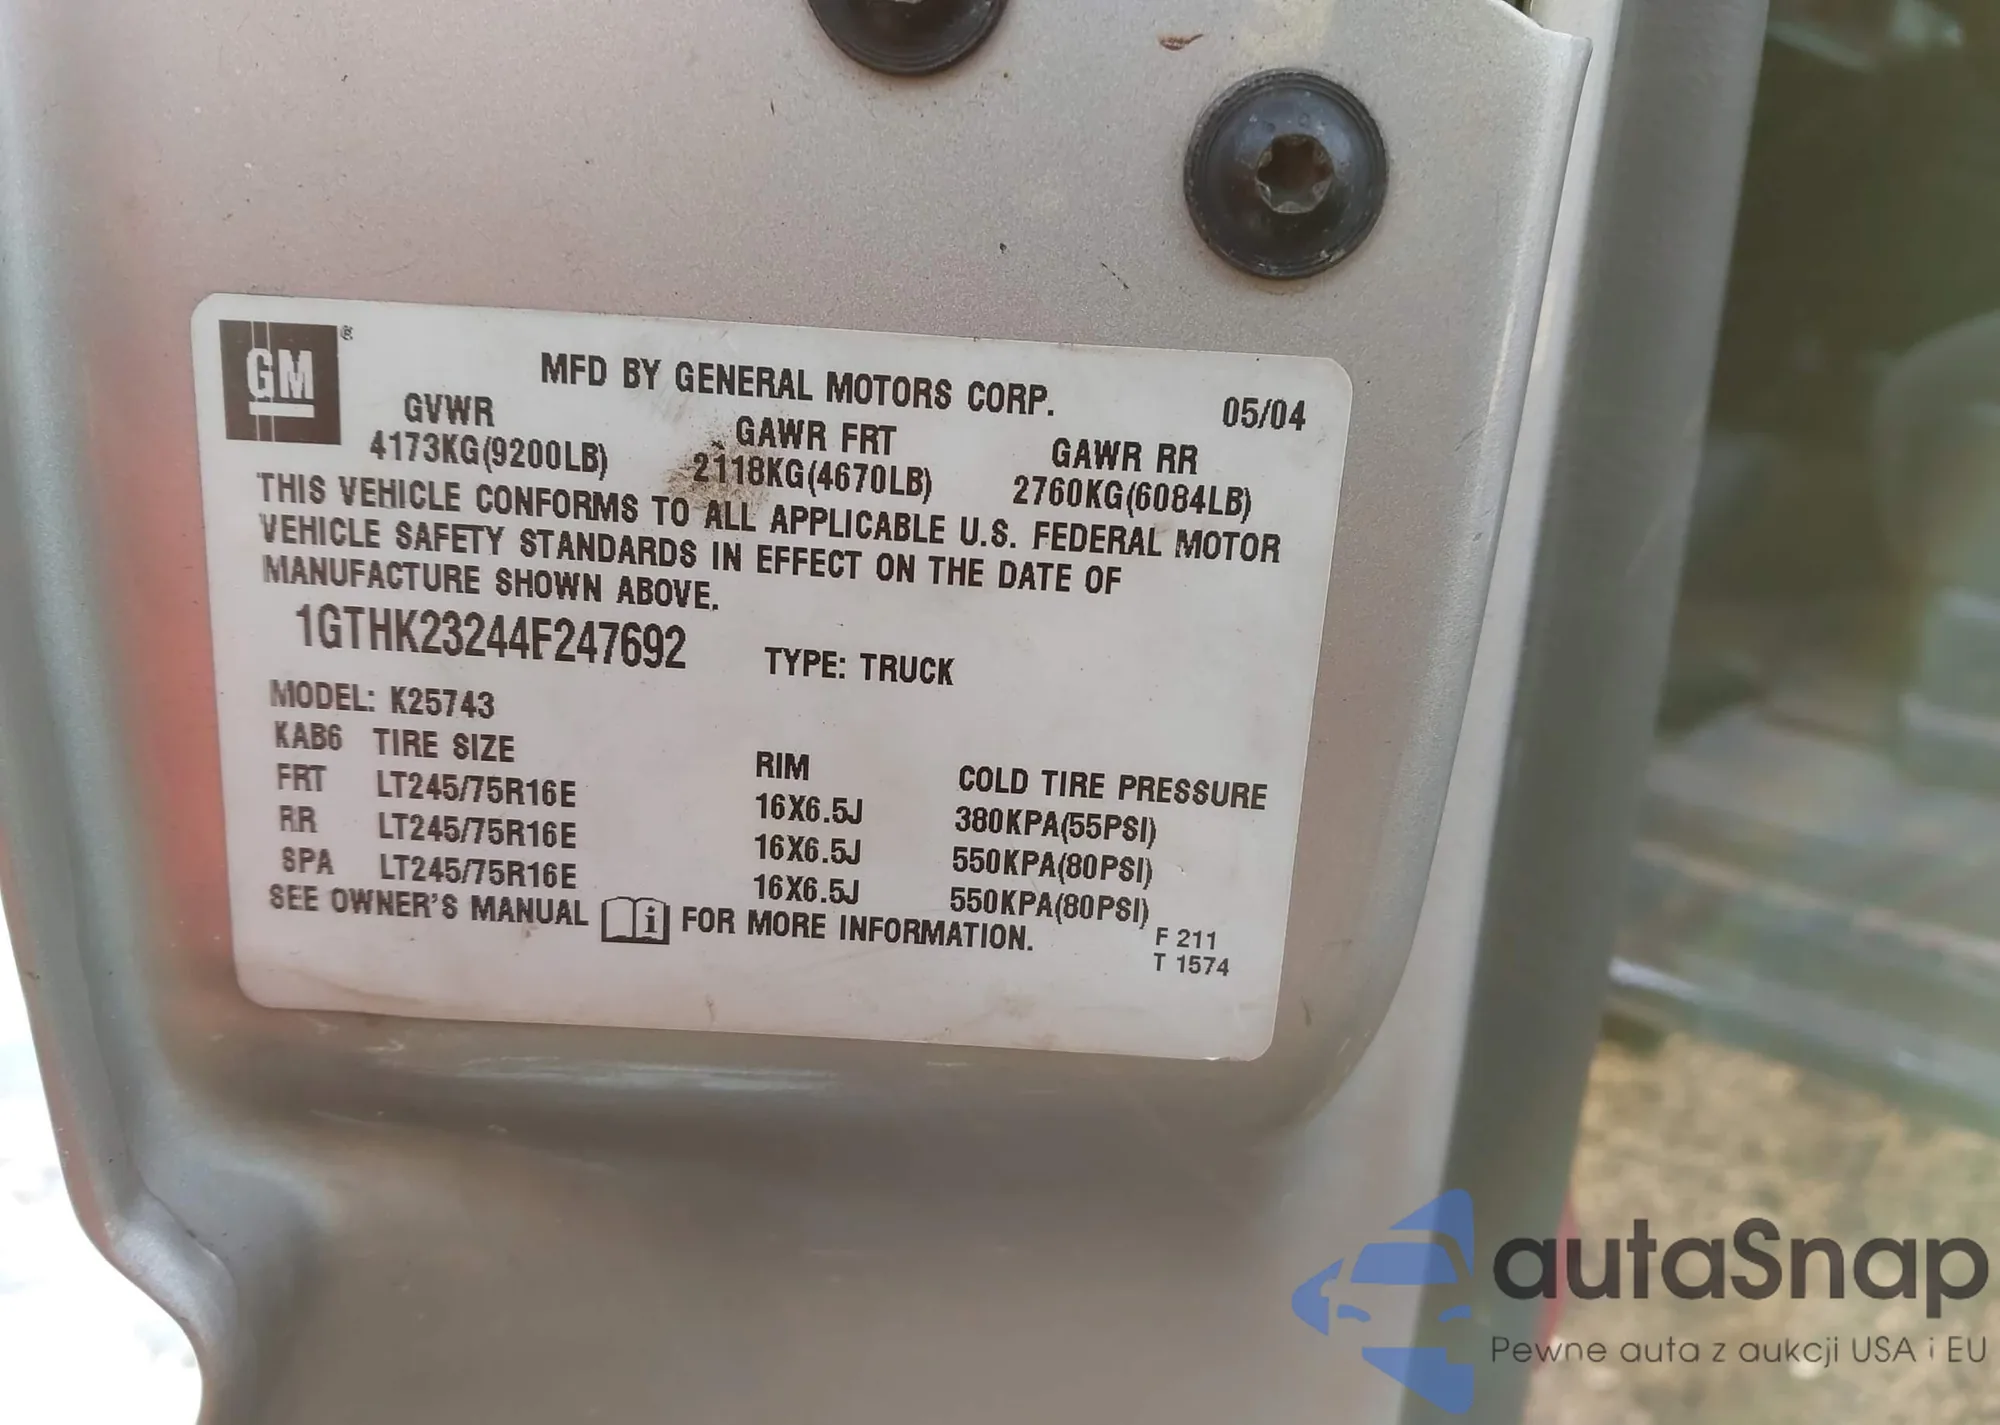 GM ®
MFD BY GENERAL MOTORS CORP. 05/04
GVWR GAWR FRT GAWR RR
4173KG(9200LB) 2118KG(4670LB) 2760KG(6084LB)
THIS VEHICLE CONFORMS TO ALL APPLICABLE U.S. FEDERAL MOTOR
VEHICLE SAFETY STANDARDS IN EFFECT ON THE DATE OF
MANUFACTURE SHOWN ABOVE.
1GTHK23244F247692 TYPE: TRUCK
MODEL: K25743
KAB6 TIRE SIZE RIM COLD TIRE PRESSURE
FRT LT245/75R16E 16X6.5J 380KPA(55PSI)
RR LT245/75R16E 16X6.5J 550KPA(80PSI)
SPA LT245/75R16E 16X6.5J 550KPA(80PSI)
SEE OWNER'S MANUAL i FOR MORE INFORMATION.
F 211
T 1574
autaSnap
Pewne auta z aukcji USA i EU